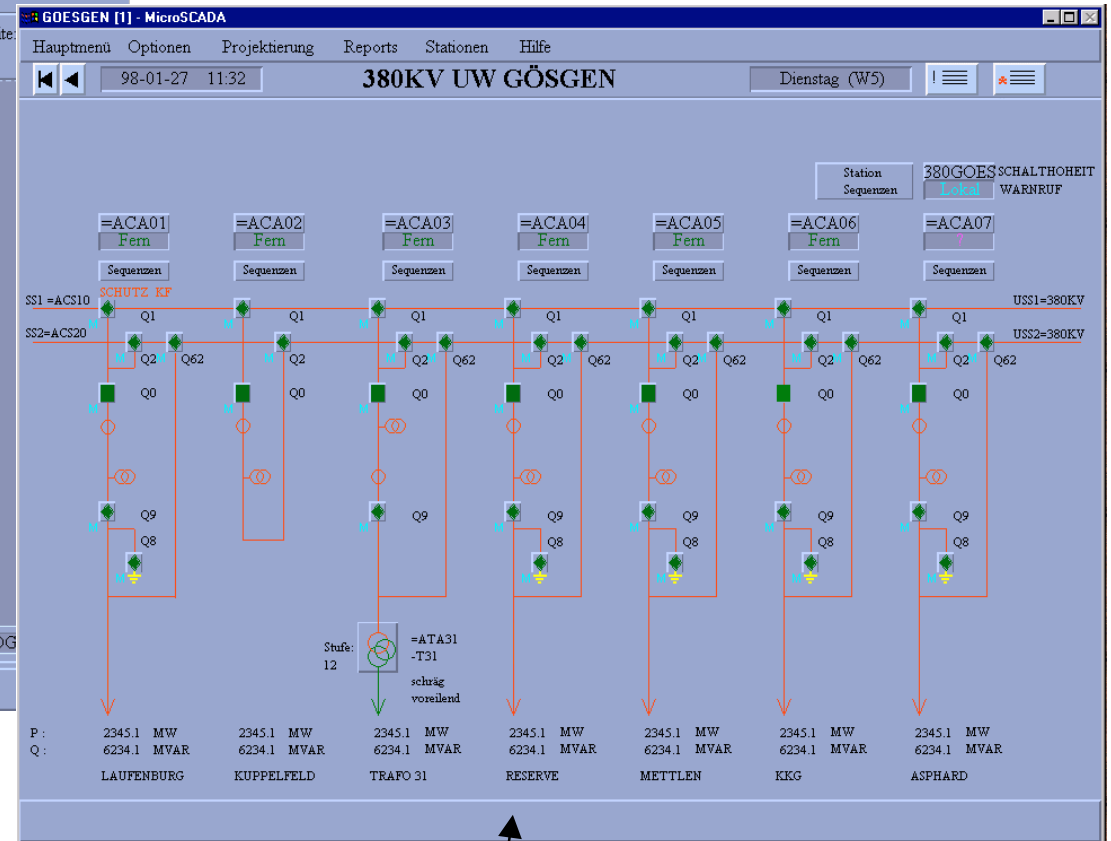 ite:
OG
GOESGEN [1] - MicroSCADA
Hauptmenü Optionen Projektierung Reports Stationen Hilfe
98-01-27 11:32 380KV UW GÖSGEN Dienstag (W5) ! *
Station Sequenzen 380GOES SCHALTHOHEIT
Lokal WARNRUF
=ACA01 =ACA02 =ACA03 =ACA04 =ACA05 =ACA06 =ACA07
Fern Fern Fern Fern Fern Fern
Sequenzen Sequenzen Sequenzen Sequenzen Sequenzen Sequenzen Sequenzen
SCHUTZ KF
SS1 =ACS10 USS1=380KV
M Q1 M Q1 M Q1 M Q1 M Q1 M Q1 M Q1
SS2=ACS20 USS2=380KV
M Q2 M Q62 M Q2 M Q2 M Q62 M Q2 M Q62 M Q2 M Q62 M Q2 M Q62 M Q2 M Q62
M Q0 M Q0 M Q0 M Q0 M Q0 Q0 M Q0
M Q9 Q9 M Q9 M Q9 M Q9 M Q9
M Q8 M Q8 M Q8 M Q8 M Q8
Stufe: =ATA31
12 -T31
schräg
voreilend
P : 2345.1 MW 2345.1 MW 2345.1 MW 2345.1 MW 2345.1 MW 2345.1 MW 2345.1 MW
Q : 6234.1 MVAR 6234.1 MVAR 6234.1 MVAR 6234.1 MVAR 6234.1 MVAR 6234.1 MVAR 6234.1 MVAR
LAUFENBURG KUPPELFELD TRAFO 31 RESERVE METTLEN KKG ASPHARD